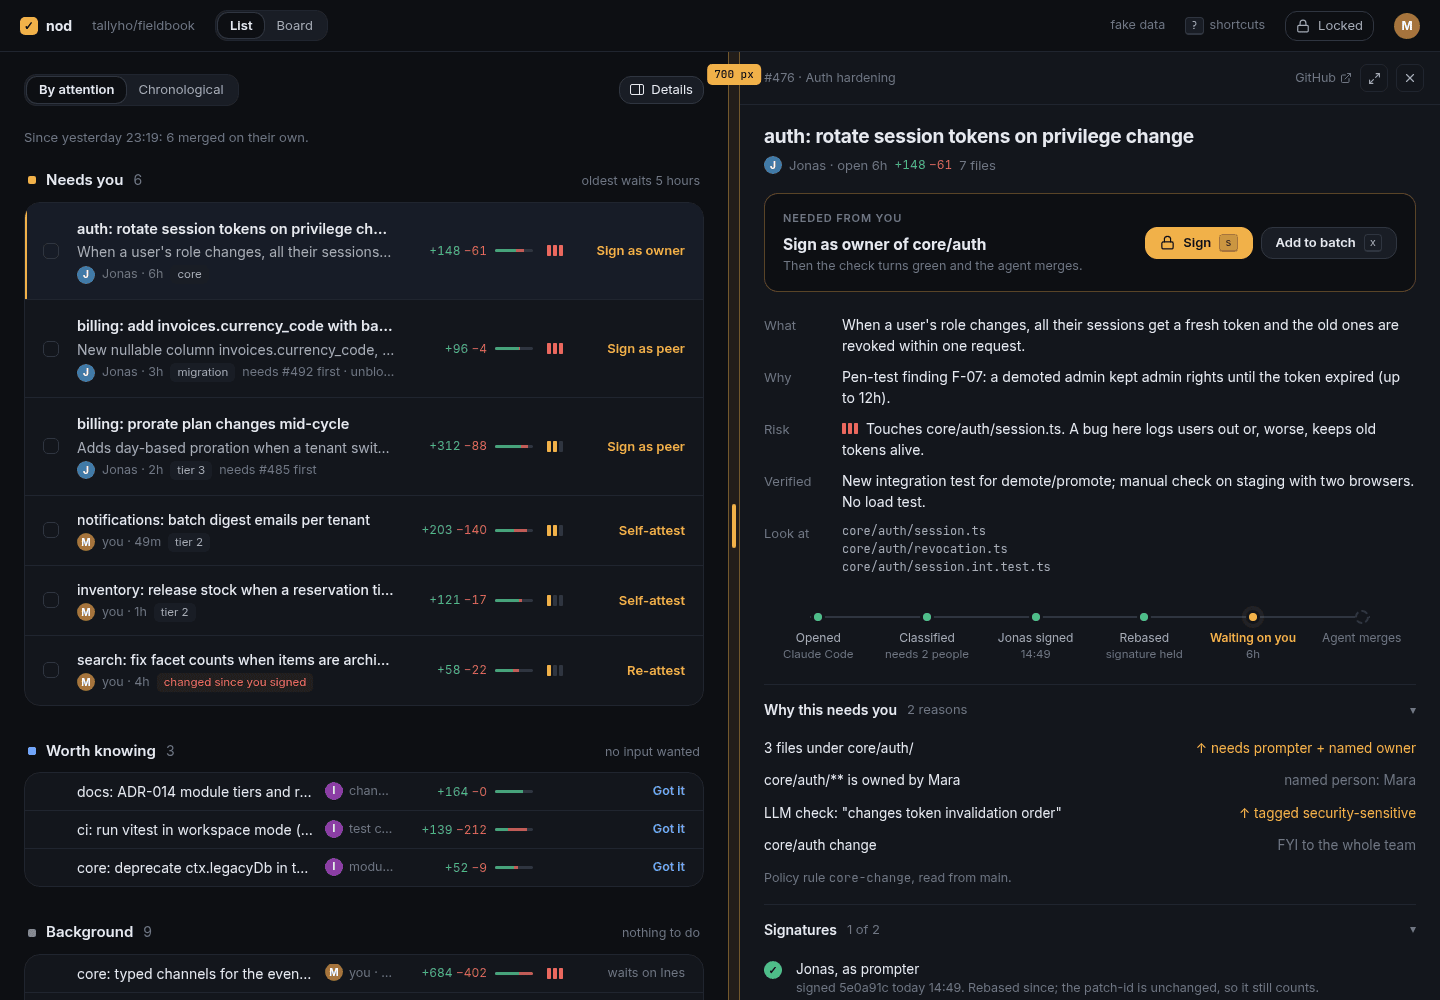 nod
tallyho/fieldbook
List
Board
fake data
? shortcuts
Locked
M
By attention
Chronological
Details
700 px
Since yesterday 23:19: 6 merged on their own.
Needs you 6
oldest waits 5 hours
auth: rotate session tokens on privilege ch...
When a user's role changes, all their sessions...
J Jonas · 6h core
+148 −61
Sign as owner
billing: add invoices.currency_code with ba...
New nullable column invoices.currency_code, ...
J Jonas · 3h migration needs #492 first · unblo...
+96 −4
Sign as peer
billing: prorate plan changes mid-cycle
Adds day-based proration when a tenant swit...
J Jonas · 2h tier 3 needs #485 first
+312 −88
Sign as peer
notifications: batch digest emails per tenant
M you · 49m tier 2
+203 −140
Self-attest
inventory: release stock when a reservation ti...
M you · 1h tier 2
+121 −17
Self-attest
search: fix facet counts when items are archi...
M you · 4h changed since you signed
+58 −22
Re-attest
Worth knowing 3
no input wanted
docs: ADR-014 module tiers and r... I chan... +164 −0 Got it
ci: run vitest in workspace mode (... I test c... +139 −212 Got it
core: deprecate ctx.legacyDb in t... I modu... +52 −9 Got it
Background 9
nothing to do
core: typed channels for the even... M you · ... +684 −402 waits on Ines
#476 · Auth hardening
GitHub
auth: rotate session tokens on privilege change
J Jonas · open 6h +148 −61 7 files
NEEDED FROM YOU
Sign as owner of core/auth
Then the check turns green and the agent merges.
Sign s
Add to batch x
What
When a user's role changes, all their sessions get a fresh token and the old ones are
revoked within one request.
Why
Pen-test finding F-07: a demoted admin kept admin rights until the token expired (up
to 12h).
Risk
Touches core/auth/session.ts. A bug here logs users out or, worse, keeps old
tokens alive.
Verified
New integration test for demote/promote; manual check on staging with two browsers.
No load test.
Look at
core/auth/session.ts
core/auth/revocation.ts
core/auth/session.int.test.ts
Opened
Claude Code
Classified
needs 2 people
Jonas signed
14:49
Rebased
signature held
Waiting on you
6h
Agent merges
Why this needs you 2 reasons
3 files under core/auth/
↑ needs prompter + named owner
core/auth/** is owned by Mara
named person: Mara
LLM check: "changes token invalidation order"
↑ tagged security-sensitive
core/auth change
FYI to the whole team
Policy rule core-change, read from main.
Signatures 1 of 2
Jonas, as prompter
signed 5e0a91c today 14:49. Rebased since; the patch-id is unchanged, so it still counts.